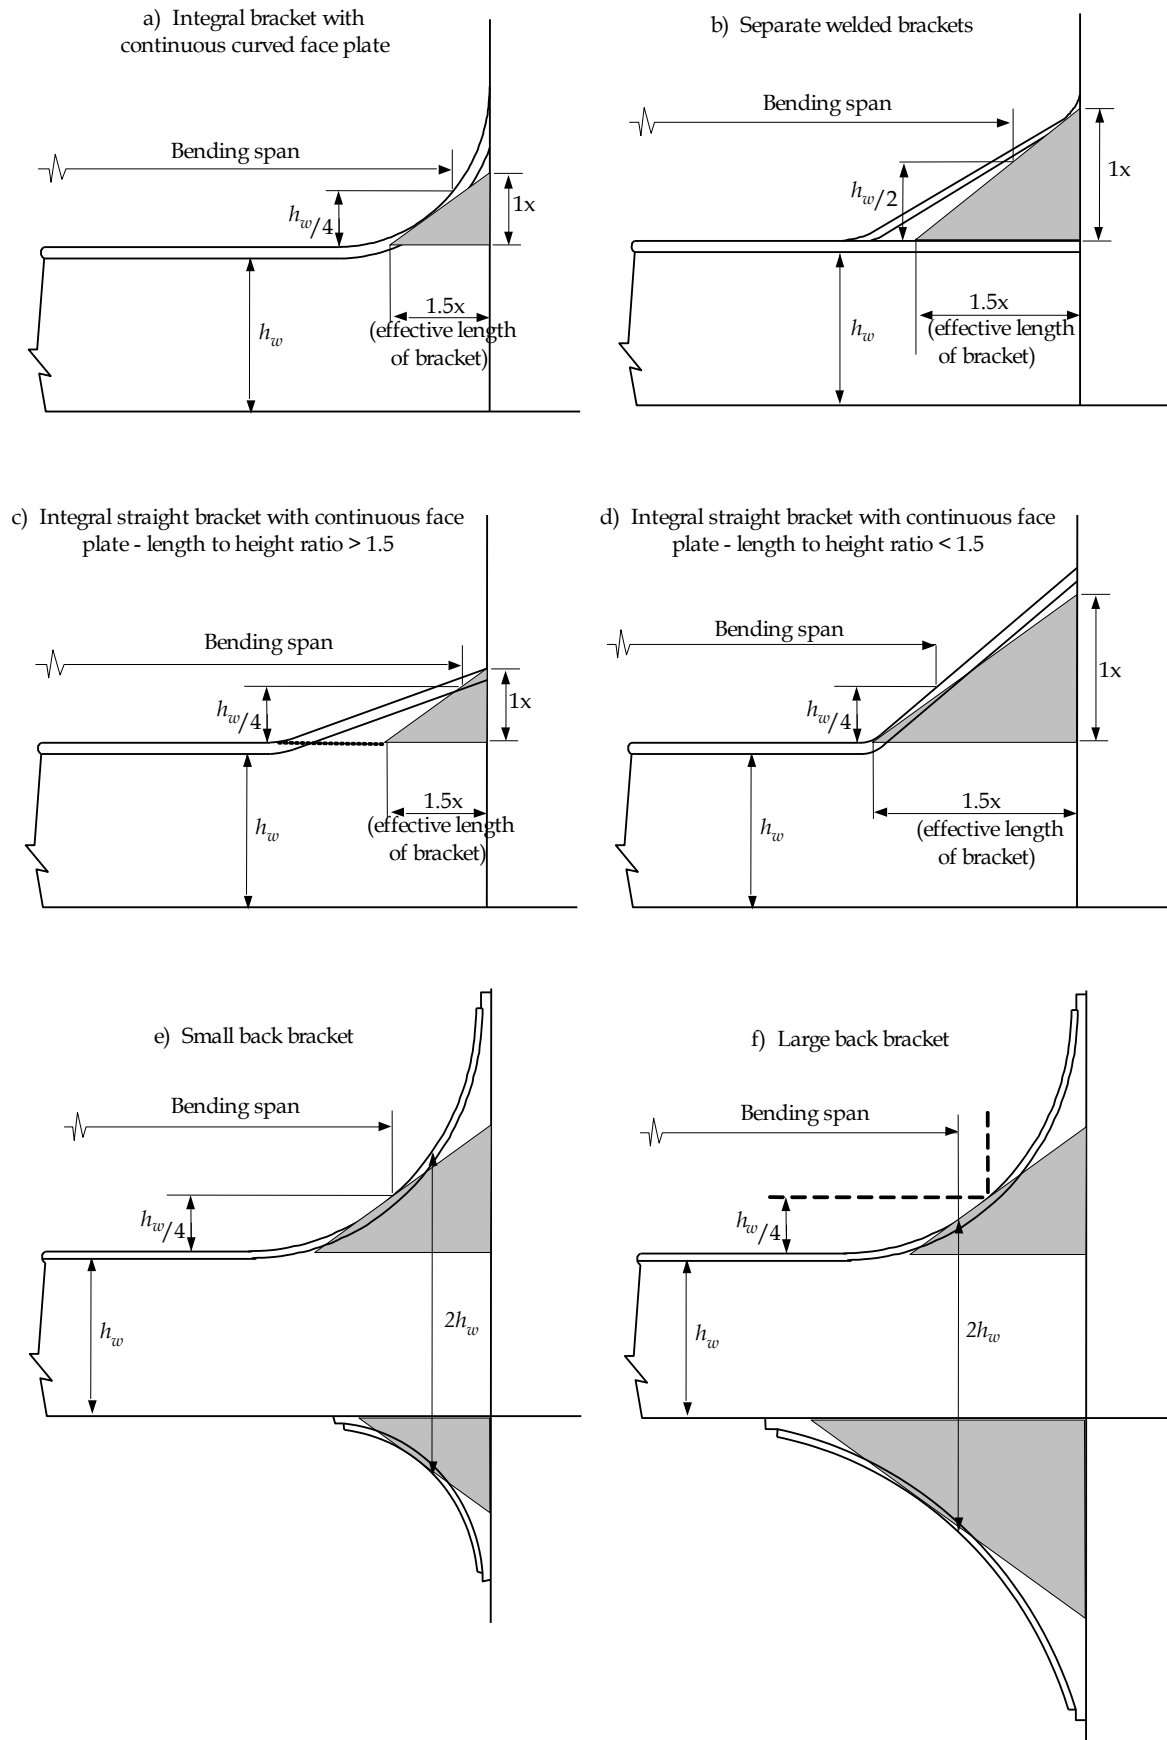 a) Integral bracket with
continuous curved face plate
Bending span
h_w/4
1x
1.5x
(effective length
of bracket)
h_w
b) Separate welded brackets
Bending span
h_w/2
1x
1.5x
(effective length
of bracket)
h_w
c) Integral straight bracket with continuous face
plate - length to height ratio > 1.5
Bending span
h_w/4
1x
1.5x
(effective length
of bracket)
h_w
d) Integral straight bracket with continuous face
plate - length to height ratio < 1.5
Bending span
h_w/4
1x
1.5x
(effective length
of bracket)
h_w
e) Small back bracket
Bending span
h_w/4
h_w
2h_w
f) Large back bracket
Bending span
h_w/4
h_w
2h_w